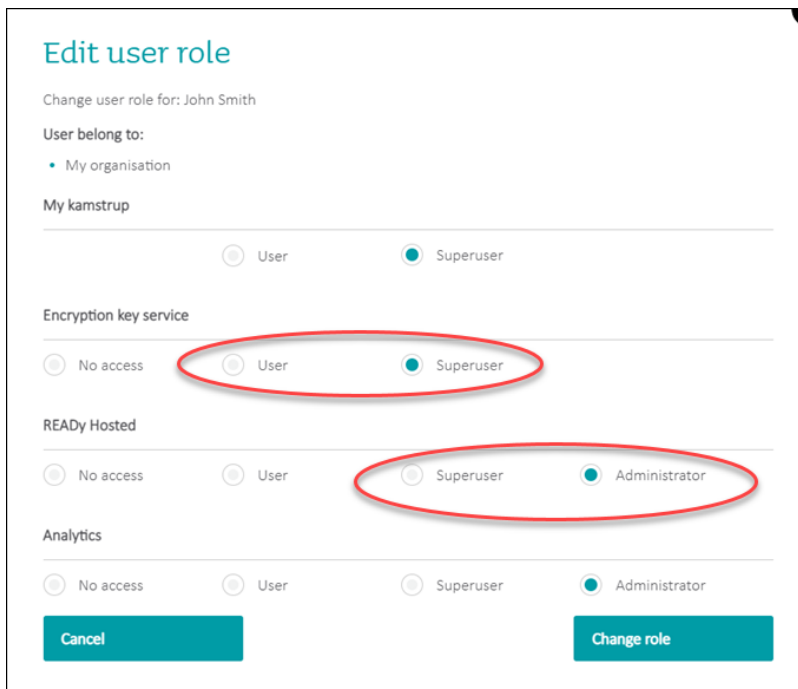 Edit user role
Change user role for: John Smith
User belong to:
• My organisation
My kamstrup
User Superuser
Encryption key service
No access User Superuser
READy Hosted
No access User Superuser Administrator
Analytics
No access User Superuser Administrator
Cancel Change role